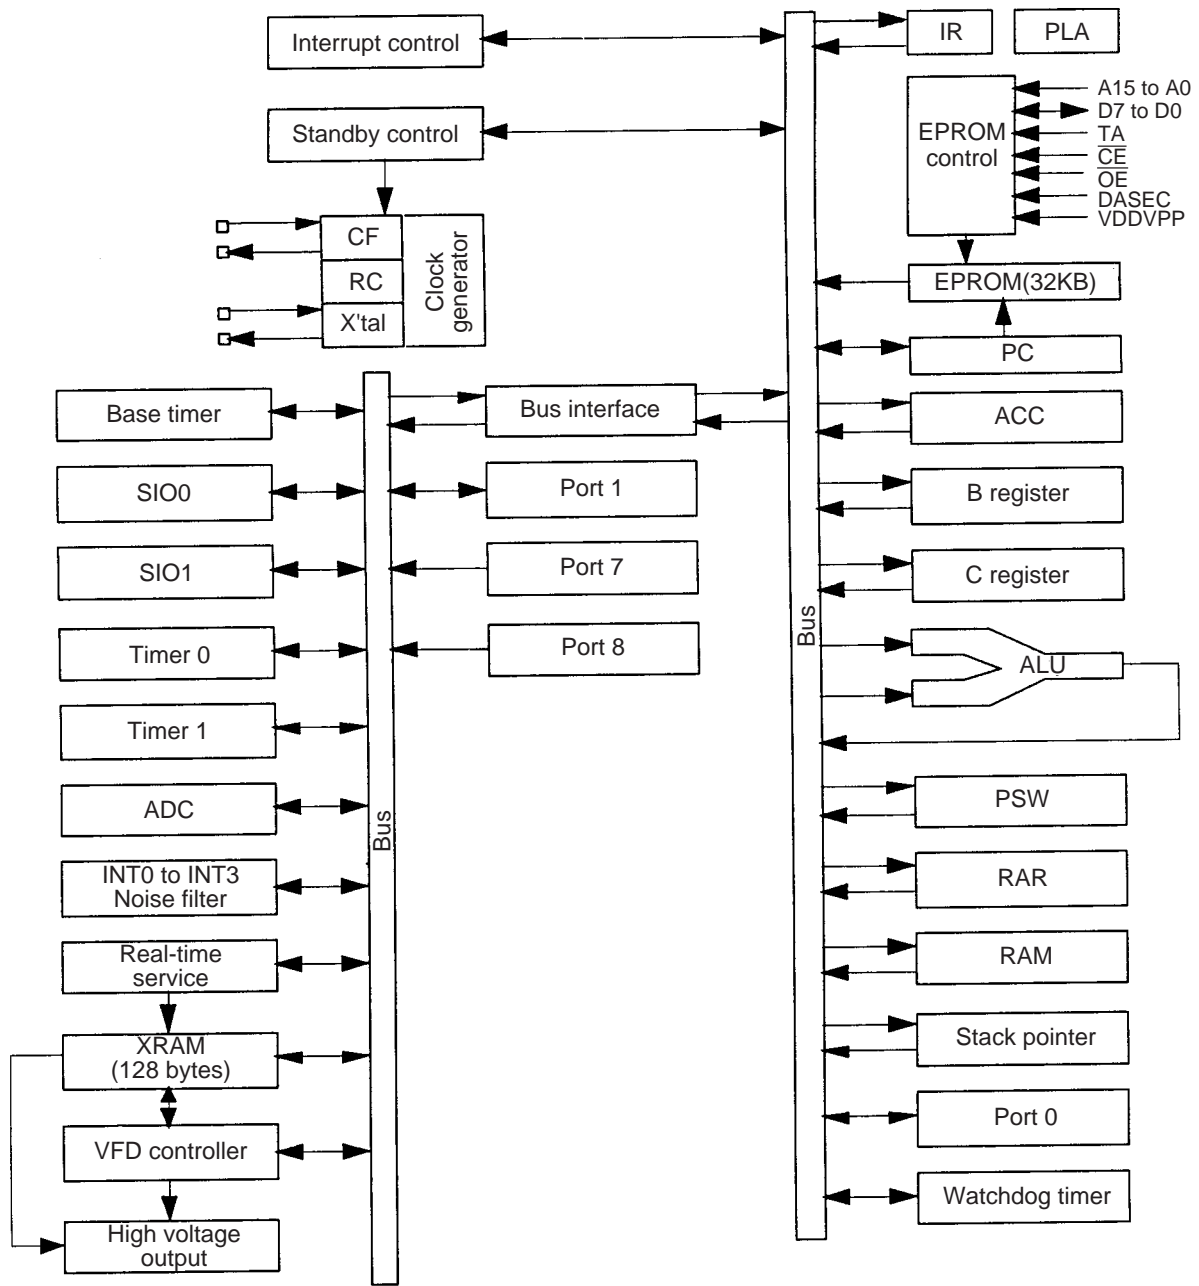 Interrupt control
IR
PLA
Standby control
EPROM
control
A15 to A0
D7 to D0
TA
CE
OE
DASEC
VDDVPP
CF
RC
X'tal
Clock
generator
EPROM(32KB)
PC
Base timer
Bus interface
ACC
SIO0
Port 1
B register
SIO1
Port 7
C register
Timer 0
Port 8
Bus
ALU
Timer 1
ADC
Bus
PSW
INT0 to INT3
Noise filter
RAR
Real-time
service
RAM
XRAM
(128 bytes)
Stack pointer
VFD controller
Port 0
High voltage
output
Watchdog timer